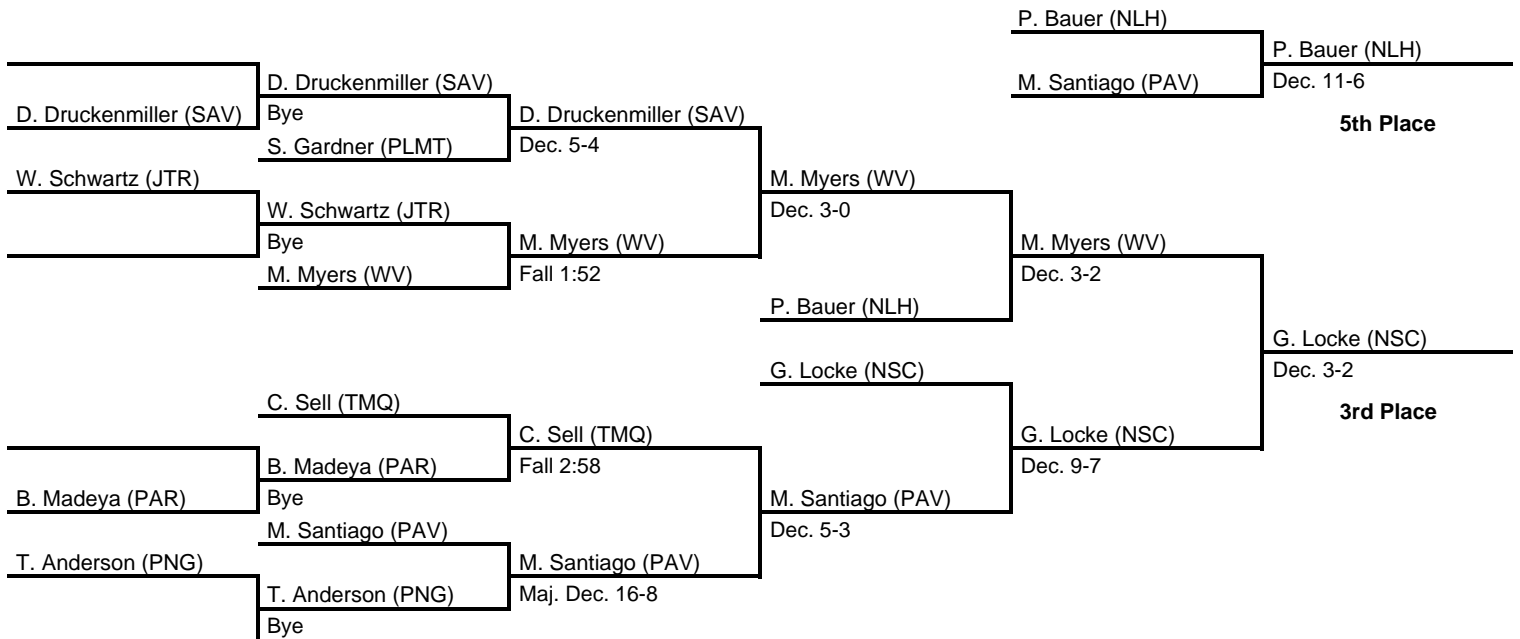 P. Bauer (NLH)
P. Bauer (NLH)
D. Druckenmiller (SAV)
M. Santiago (PAV)
Dec. 11-6
D. Druckenmiller (SAV)
Bye
D. Druckenmiller (SAV)
5th Place
S. Gardner (PLMT)
Dec. 5-4
W. Schwartz (JTR)
M. Myers (WV)
W. Schwartz (JTR)
Dec. 3-0
Bye
M. Myers (WV)
M. Myers (WV)
M. Myers (WV)
Fall 1:52
Dec. 3-2
P. Bauer (NLH)
G. Locke (NSC)
G. Locke (NSC)
Dec. 3-2
C. Sell (TMQ)
3rd Place
C. Sell (TMQ)
G. Locke (NSC)
B. Madeya (PAR)
Fall 2:58
Dec. 9-7
B. Madeya (PAR)
Bye
M. Santiago (PAV)
M. Santiago (PAV)
Dec. 5-3
T. Anderson (PNG)
M. Santiago (PAV)
T. Anderson (PNG)
Maj. Dec. 16-8
Bye